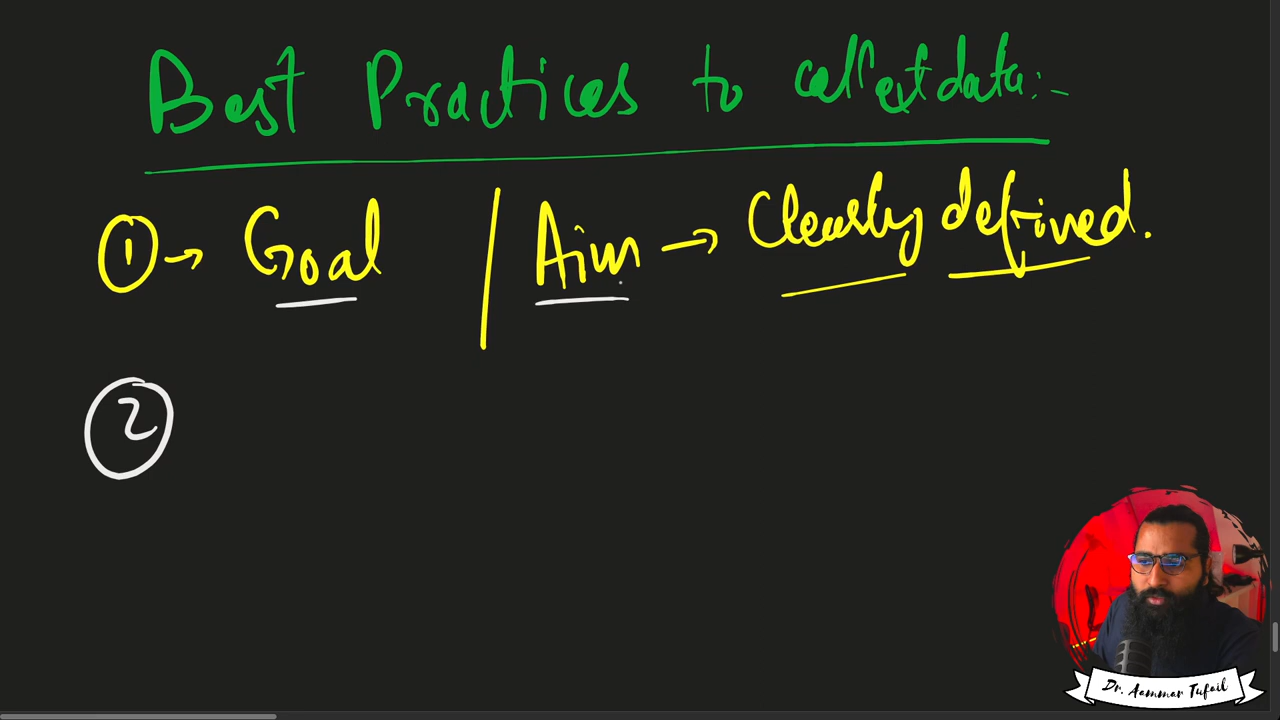 Best Practices to collect data:-
① → Goal / Aim → Clearly defined.
②
Dr. Aammar Tufail